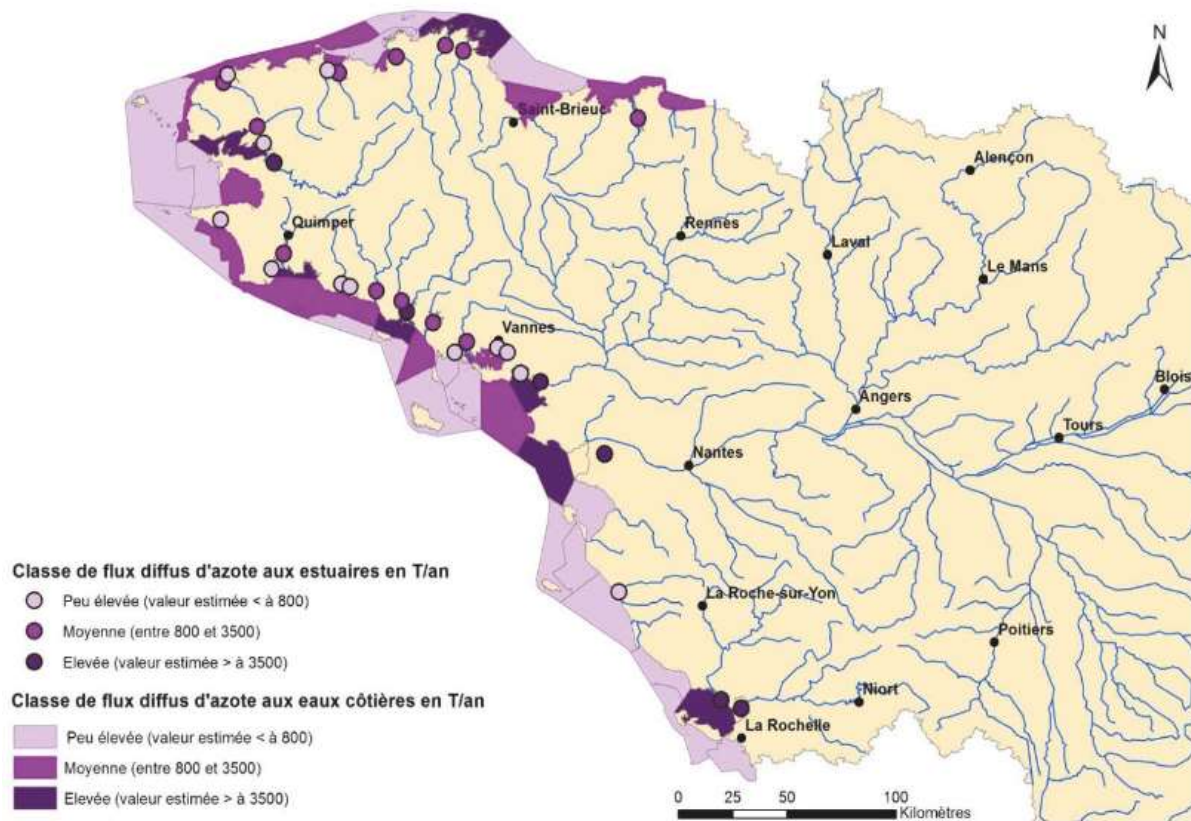 N
Saint-Brieuc
Alençon
Quimper
Rennes
Laval
Le Mans
Vannes
Blois
Angers
Tours
Nantes
La Roche-sur-Yon
Poitiers
Niort
La Rochelle
Classe de flux diffus d'azote aux estuaires en T/an
Peu élevée (valeur estimée < à 800)
Moyenne (entre 800 et 3500)
Elevée (valeur estimée > à 3500)
Classe de flux diffus d'azote aux eaux côtières en T/an
Peu élevée (valeur estimée < à 800)
Moyenne (entre 800 et 3500)
Elevée (valeur estimée > à 3500)
0 25 50 100
Kilomètres